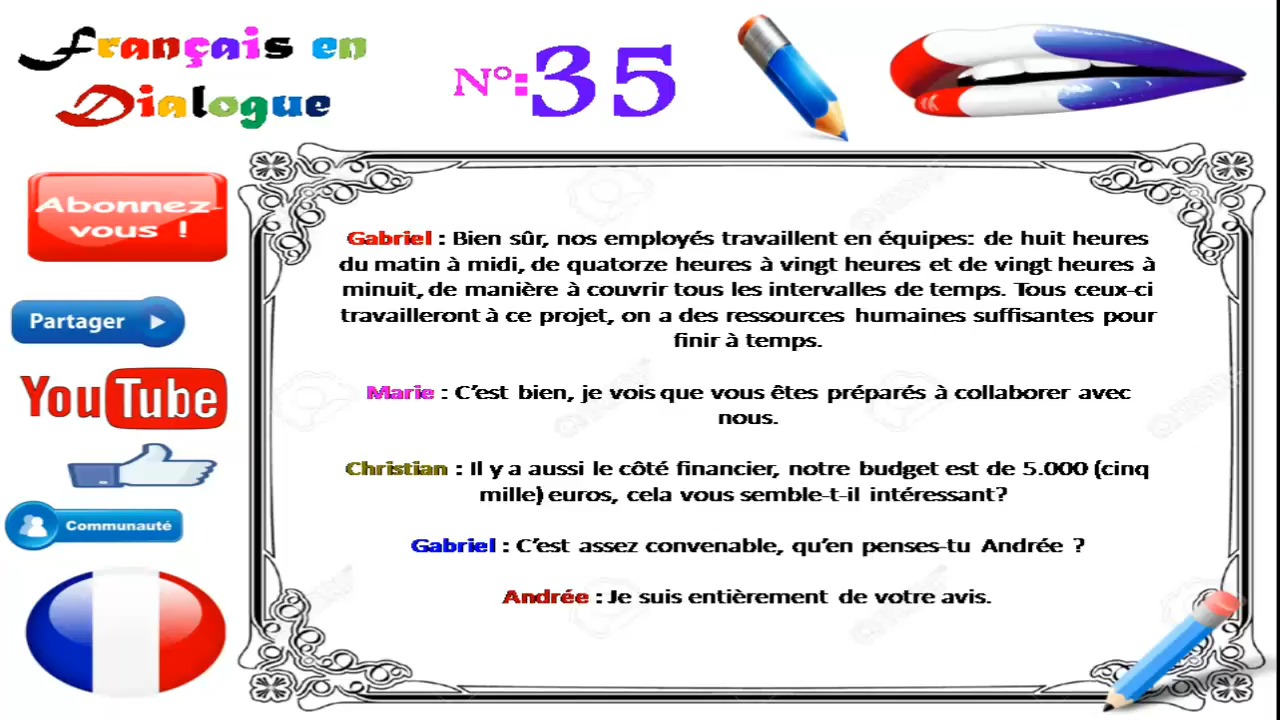 Français en
Dialogue
N°:35
Abonnez-
vous !
Partager
YouTube
Communauté
Gabriel : Bien sûr, nos employés travaillent en équipes: de huit heures
du matin à midi, de quatorze heures à vingt heures et de vingt heures à
minuit, de manière à couvrir tous les intervalles de temps. Tous ceux-ci
travailleront à ce projet, on a des ressources humaines suffisantes pour
finir à temps.
Marie : C’est bien, je vois que vous êtes préparés à collaborer avec
nous.
Christian : Il y a aussi le côté financier, notre budget est de 5.000 (cinq
mille) euros, cela vous semble-t-il intéressant?
Gabriel : C’est assez convenable, qu’en penses-tu Andrée ?
Andrée : Je suis entièrement de votre avis.